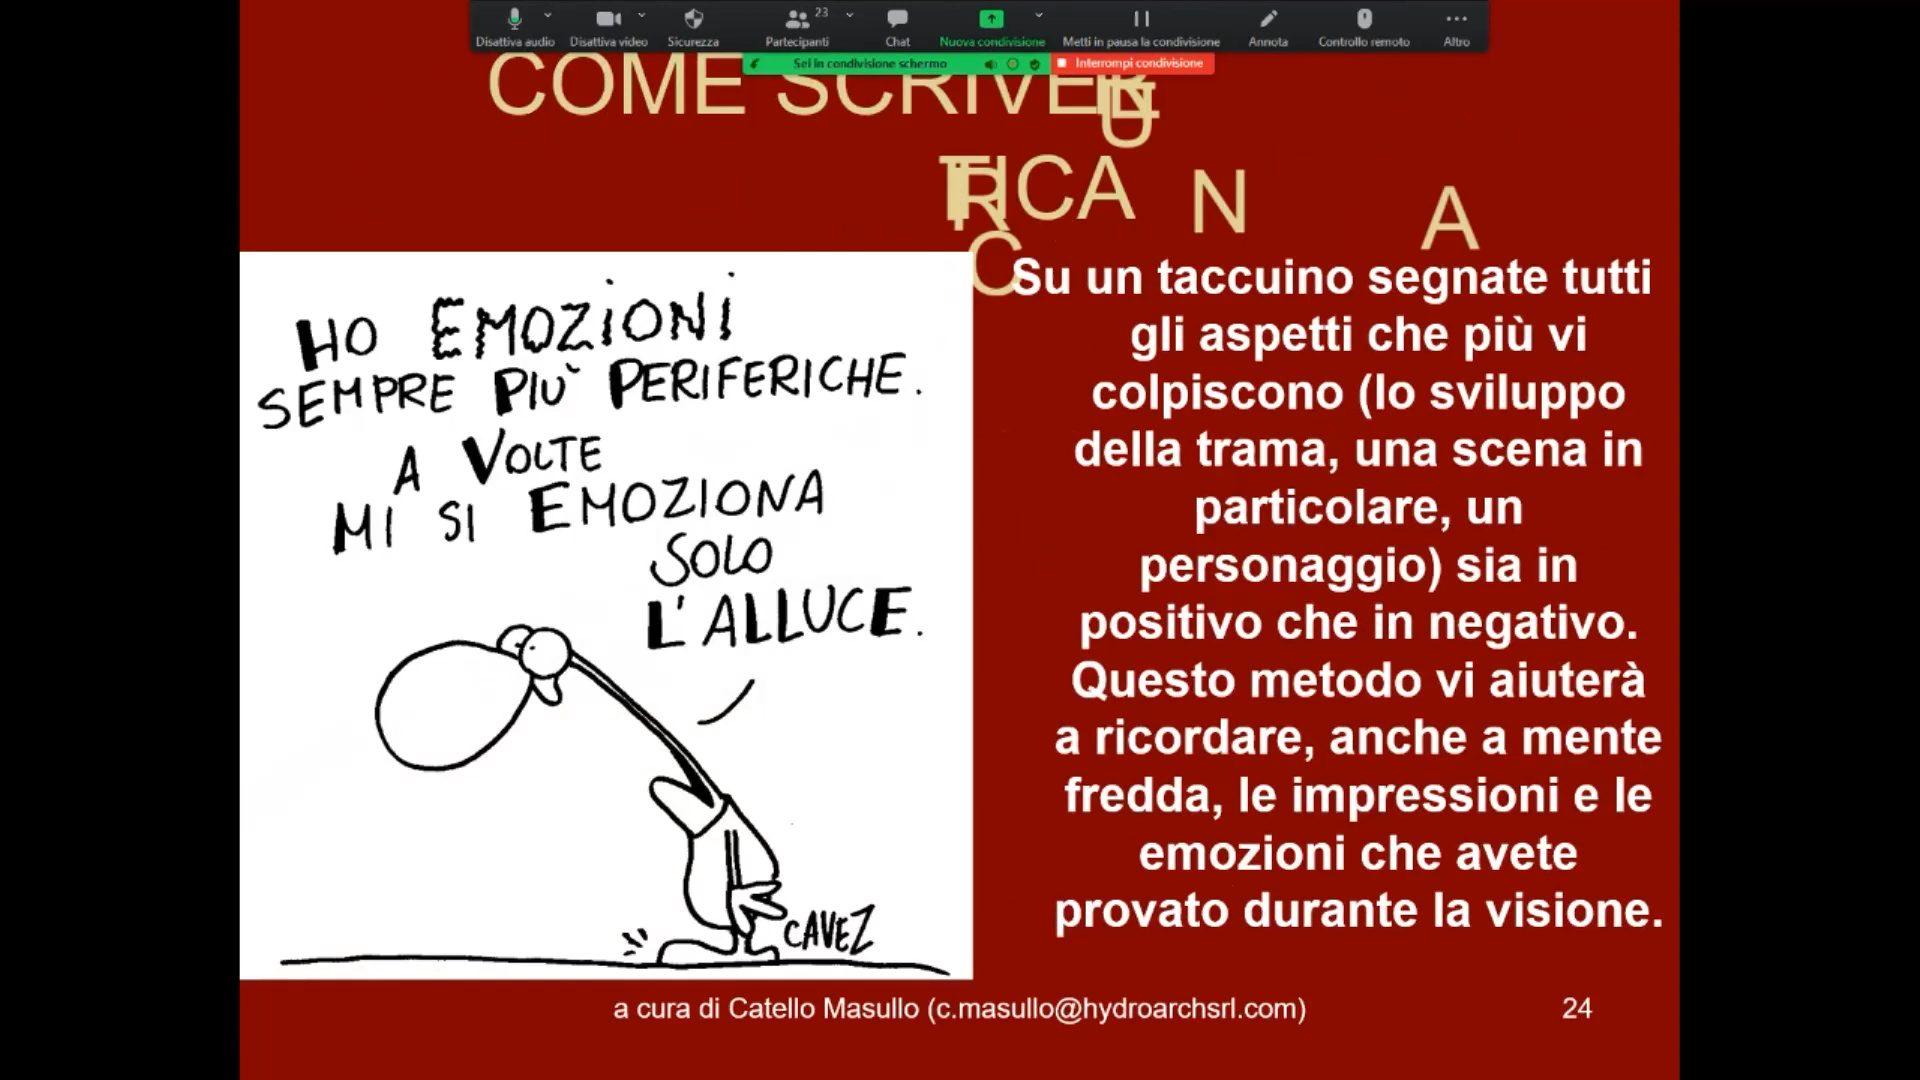 Disattiva audio
Disattiva video
Sicurezza
Partecipanti
23
Chat
Nuova condivisione
Metti in pausa la condivisione
Annota
Controllo remoto
Altro
Sei in condivisione schermo
Interrompi condivisione
COME SCRIVER
U
TICA N A
R
C
HO EMOZIONI
SEMPRE PIU' PERIFERICHE.
A VOLTE
MI SI EMOZIONA
SOLO
L'ALLUCE.
CAVEZ
Su un taccuino segnate tutti
gli aspetti che più vi
colpiscono (lo sviluppo
della trama, una scena in
particolare, un
personaggio) sia in
positivo che in negativo.
Questo metodo vi aiuterà
a ricordare, anche a mente
fredda, le impressioni e le
emozioni che avete
provato durante la visione.
a cura di Catello Masullo (c.masullo@hydroarchsrl.com)
24